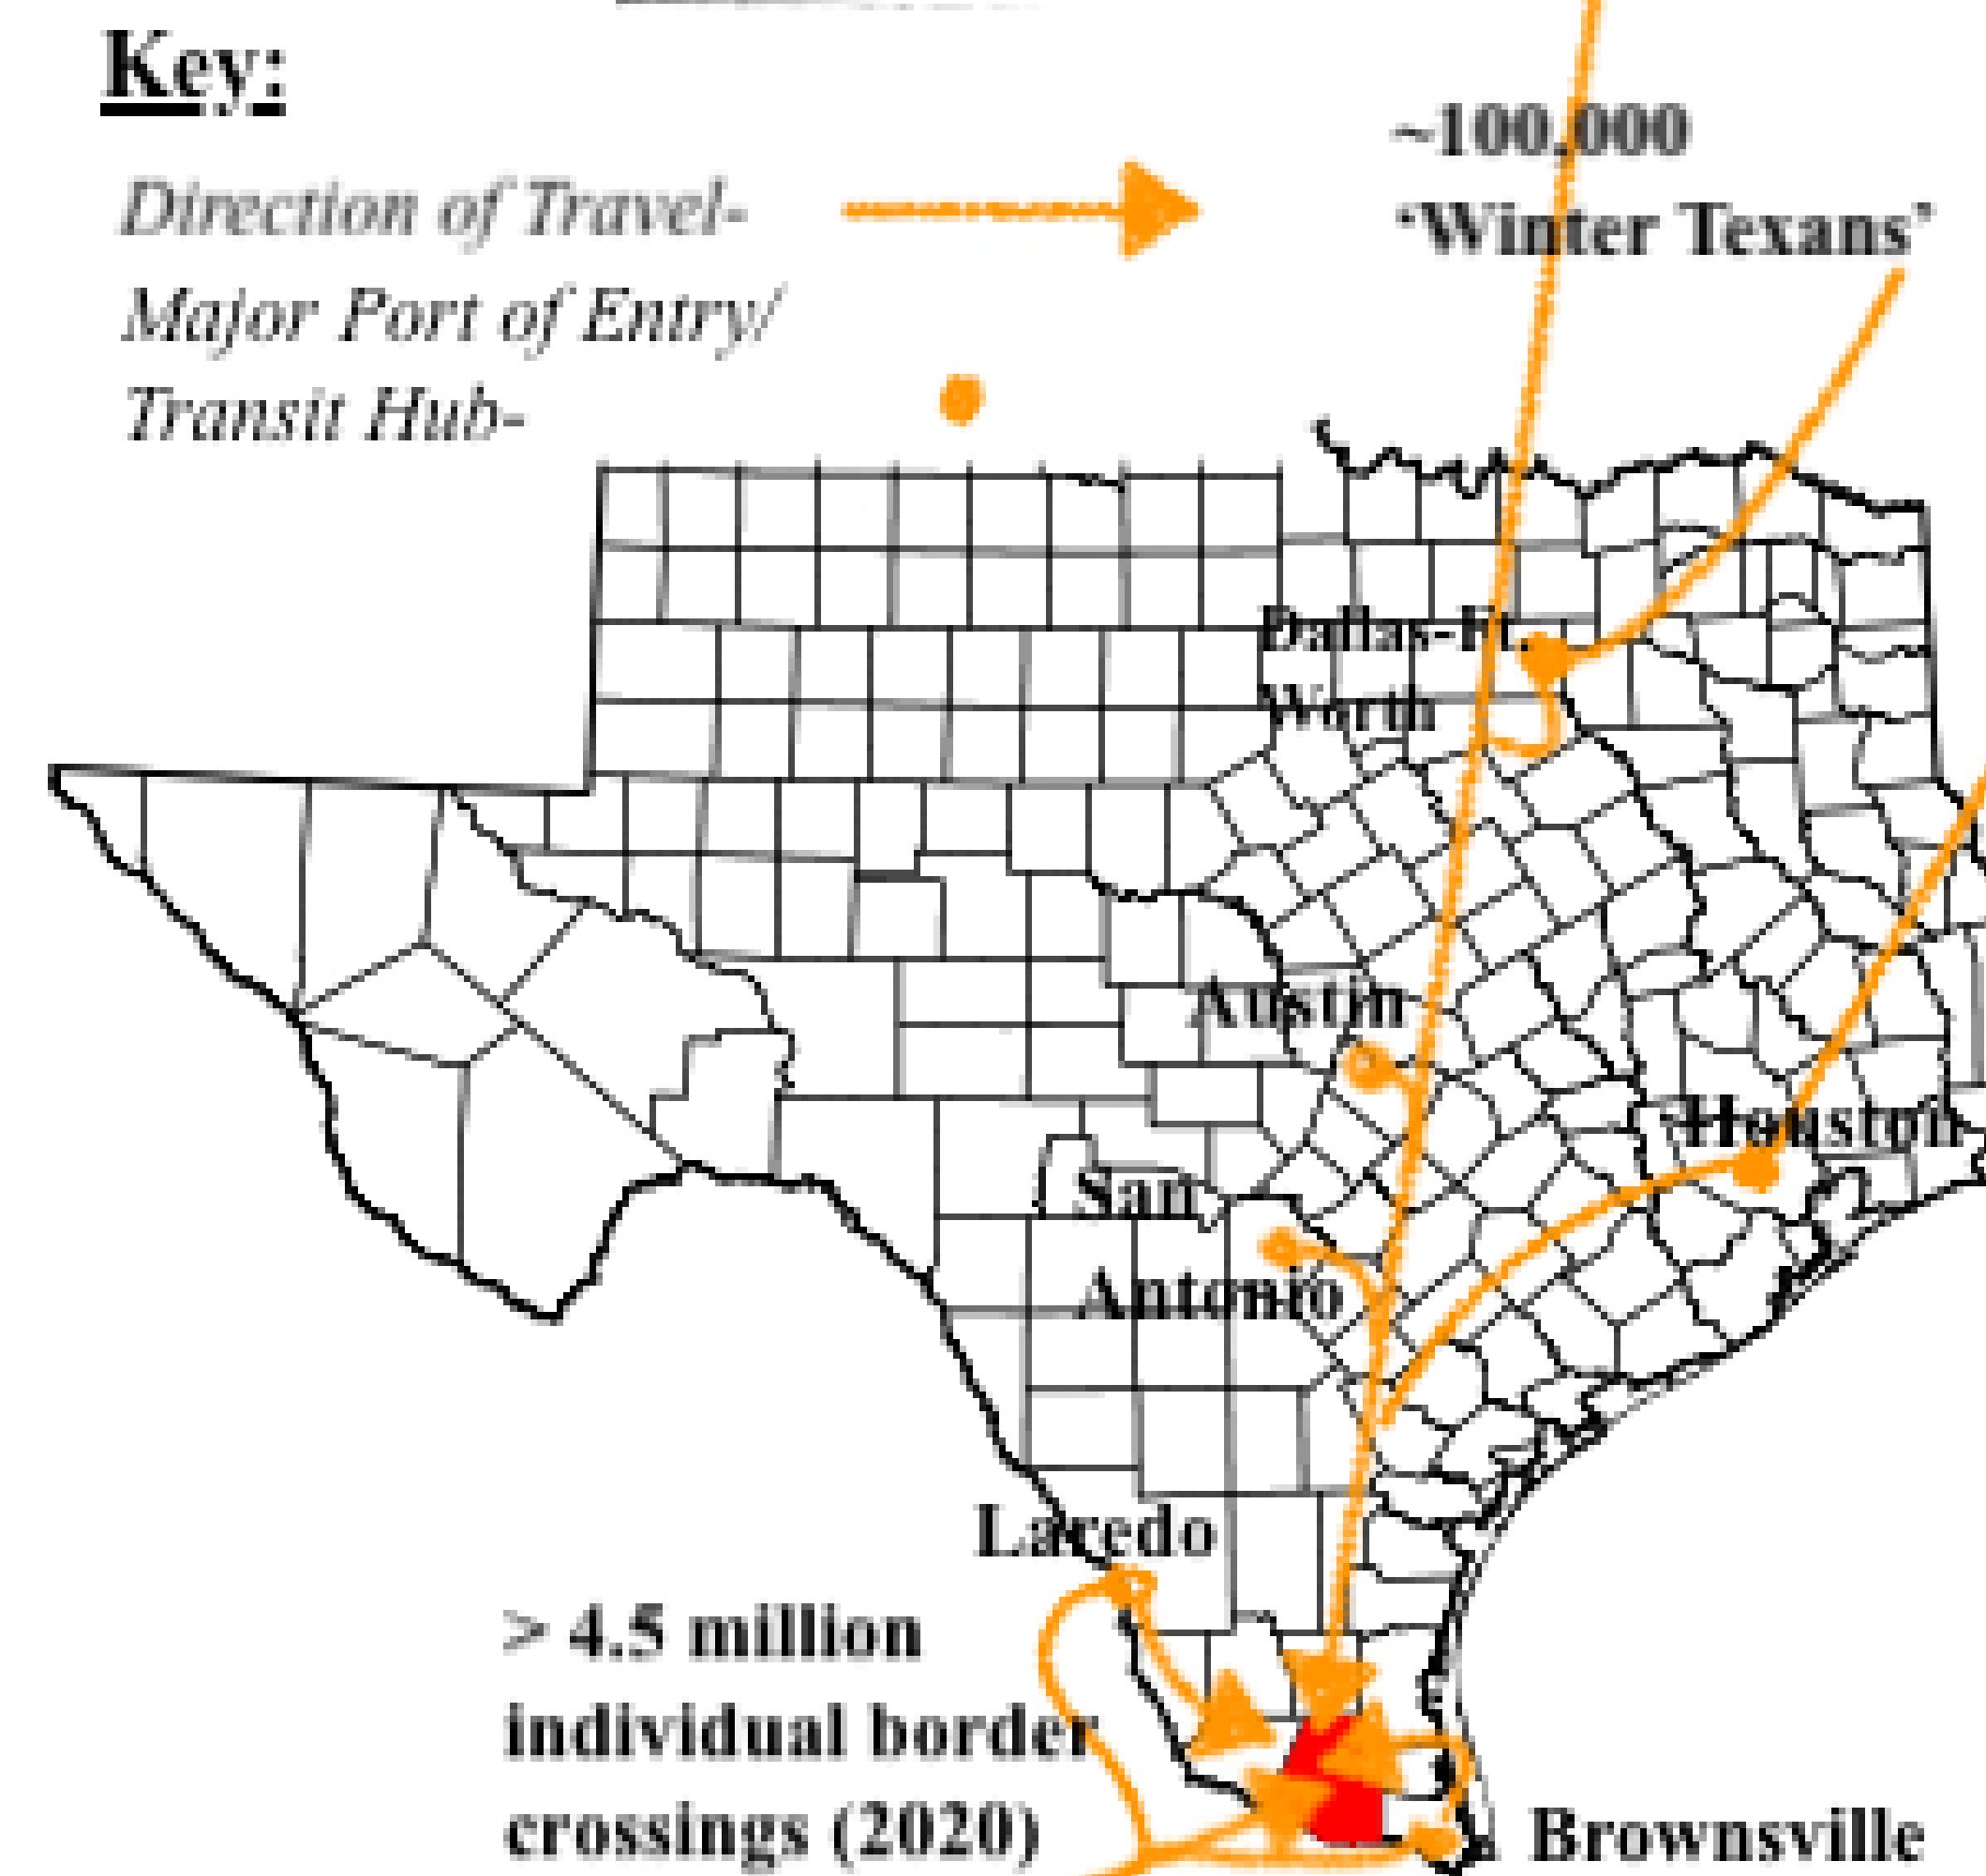 Key:
Direction of Travel-
Major Port of Entry/
Transit Hub-
~100,000
‘Winter Texans’
Dallas-Ft.
Worth
Austin
Houston
San
Antonio
Laredo
> 4.5 million
individual border
crossings (2020)
Brownsville